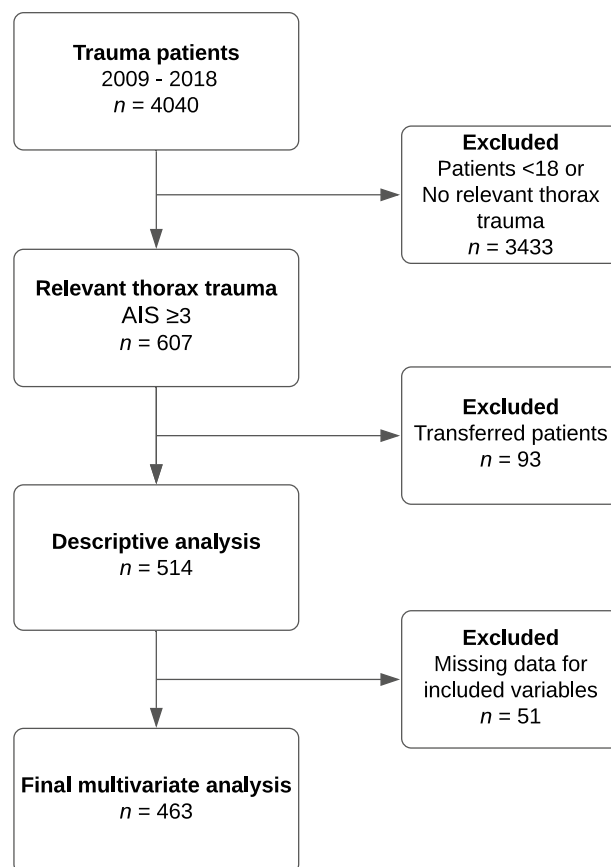 Trauma patients
2009 - 2018
n = 4040
Excluded
Patients <18 or
No relevant thorax
trauma
n = 3433
Relevant thorax trauma
AIS ≥3
n = 607
Excluded
Transferred patients
n = 93
Descriptive analysis
n = 514
Excluded
Missing data for
included variables
n = 51
Final multivariate analysis
n = 463